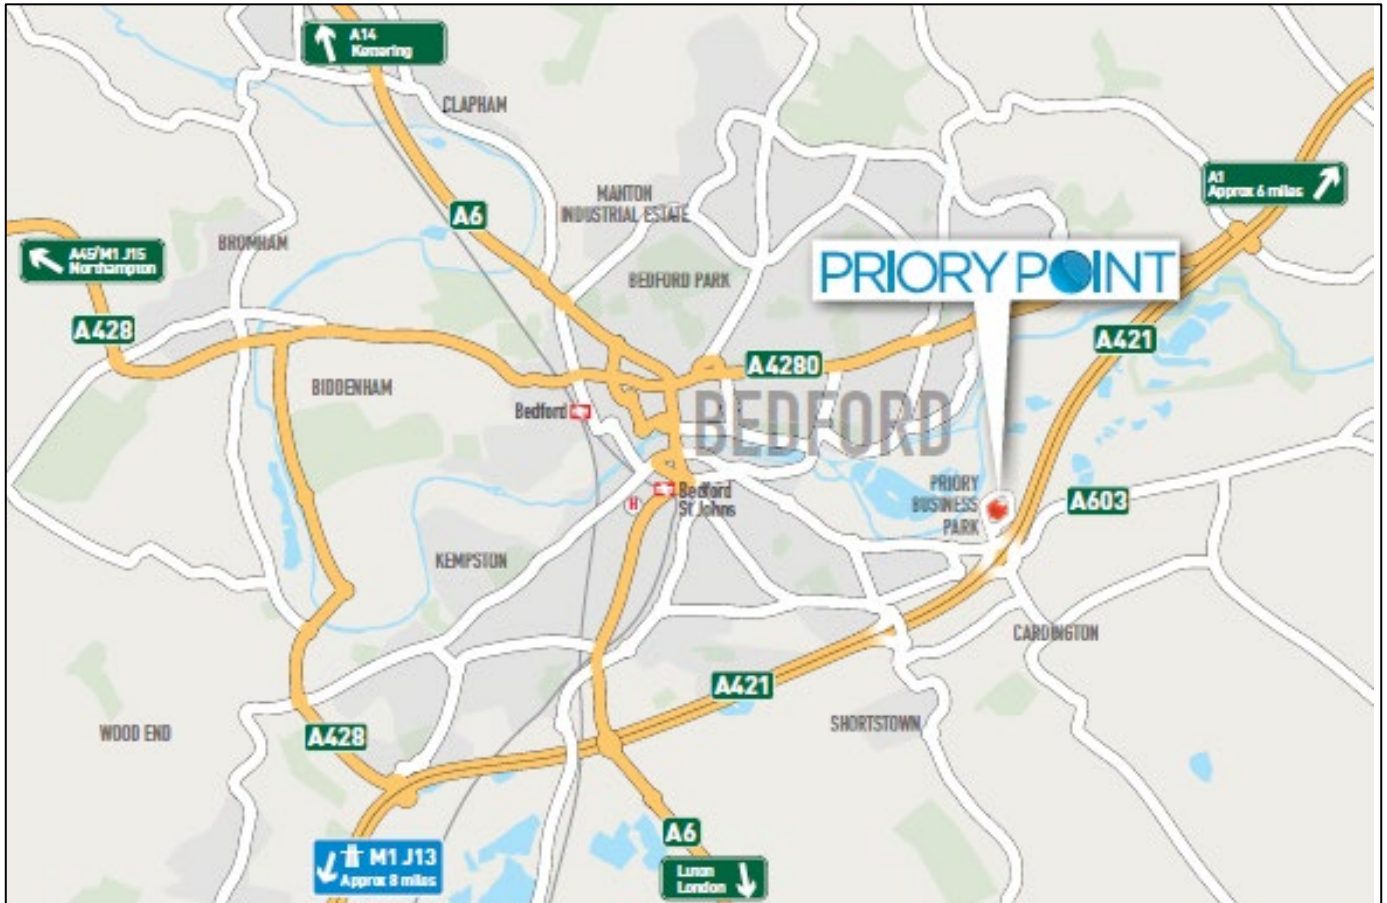 A14
Kettering
CLAPHAM
MANTON
INDUSTRIAL ESTATE
A1
Approx 6 miles
A6
BROMHAM
A45/M1 J15
Northampton
PRIORY POINT
BEDFORD PARK
A428
A421
A4280
BIDDENHAM
Bedford
BEDFORD
PRIORY
BUSINESS
PARK
Bedford
St Johns
H
A603
KEMPSTON
CARDINGTON
A421
WOOD END
A428
SHORTSTOWN
A6
M1 J13
Approx 8 miles
Luton
London